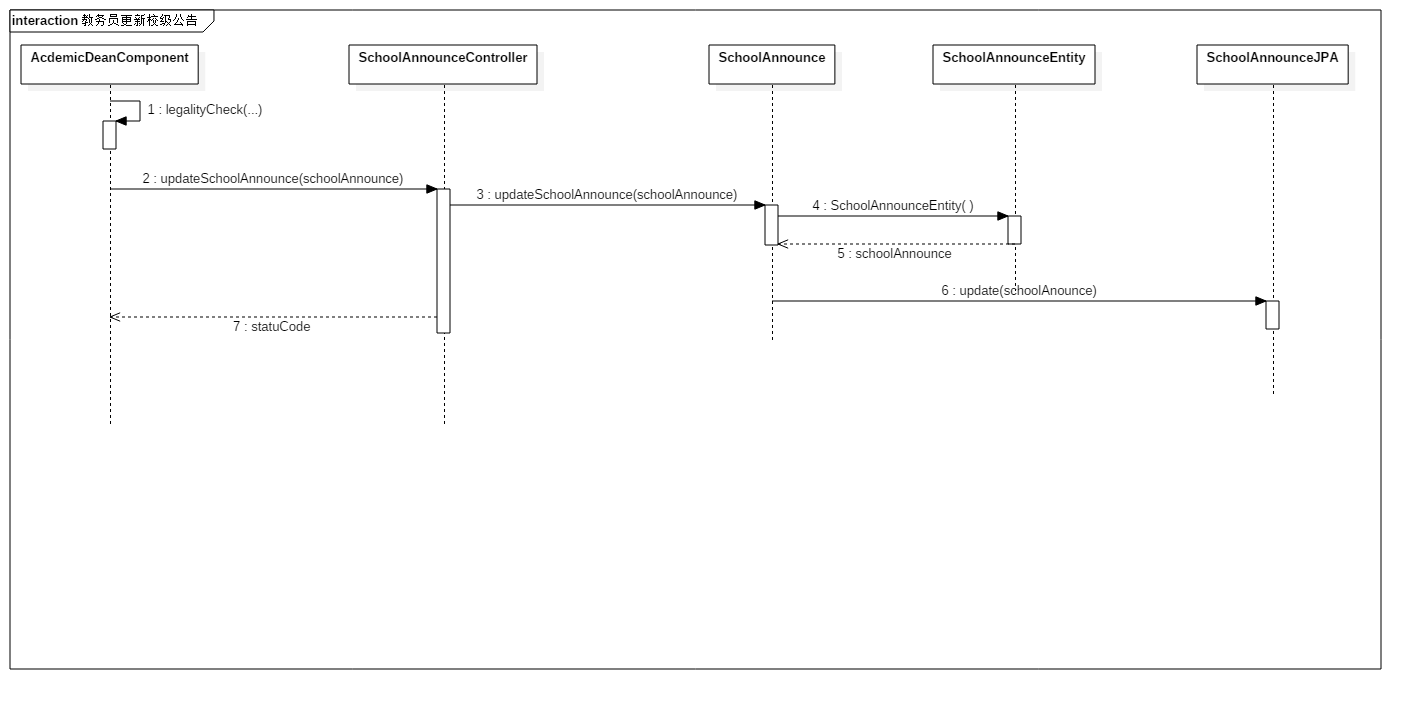 interaction 教务员更新校级公告
AcdemicDeanComponent
SchoolAnnounceController
SchoolAnnounce
SchoolAnnounceEntity
SchoolAnnounceJPA
1 : legalityCheck(...)
2 : updateSchoolAnnounce(schoolAnnounce)
3 : updateSchoolAnnounce(schoolAnnounce)
4 : SchoolAnnounceEntity( )
5 : schoolAnnounce
6 : update(schoolAnounce)
7 : statuCode